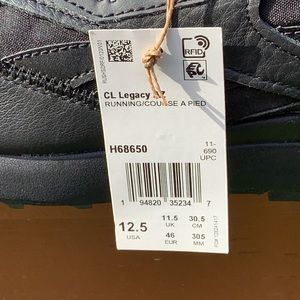 RFID
CL Legacy AZ
RUNNING/COURSE A PIED
H68650
11-
690
UPC
1 94820 35234 7
12.5
USA
11.5
UK
30.5
CM
46
EUR
305
MM